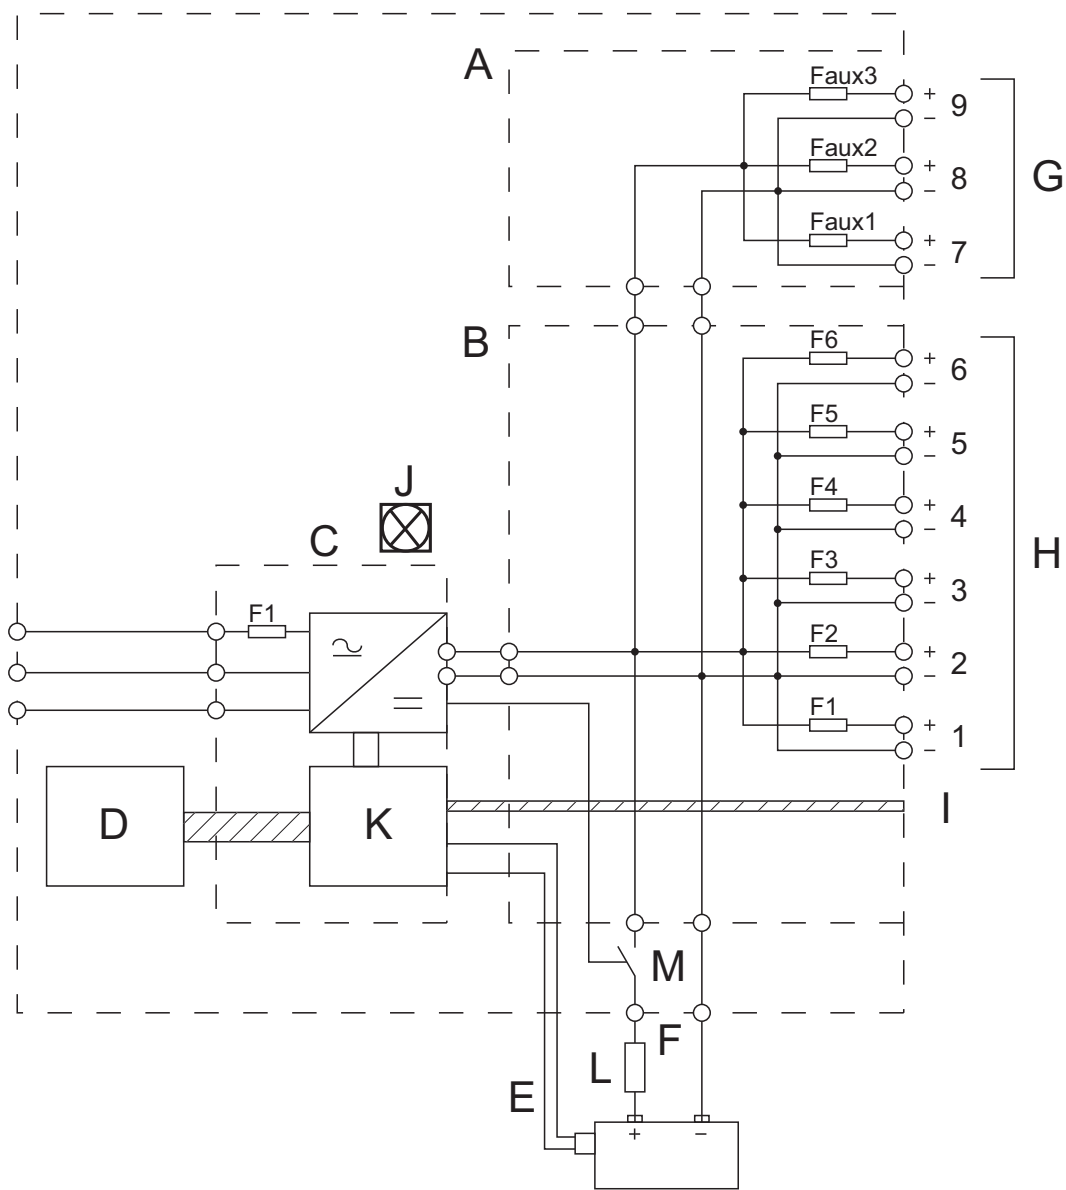 A
Faux3
+ 9
−
Faux2
+ 8
−
G
Faux1
+ 7
−
B
F6
+ 6
−
F5
+ 5
−
J
F4
+ 4
−
C
H
F3
+ 3
−
F1
F2
+ 2
−
F1
+ 1
−
D
K
I
M
F
L
E
+ −